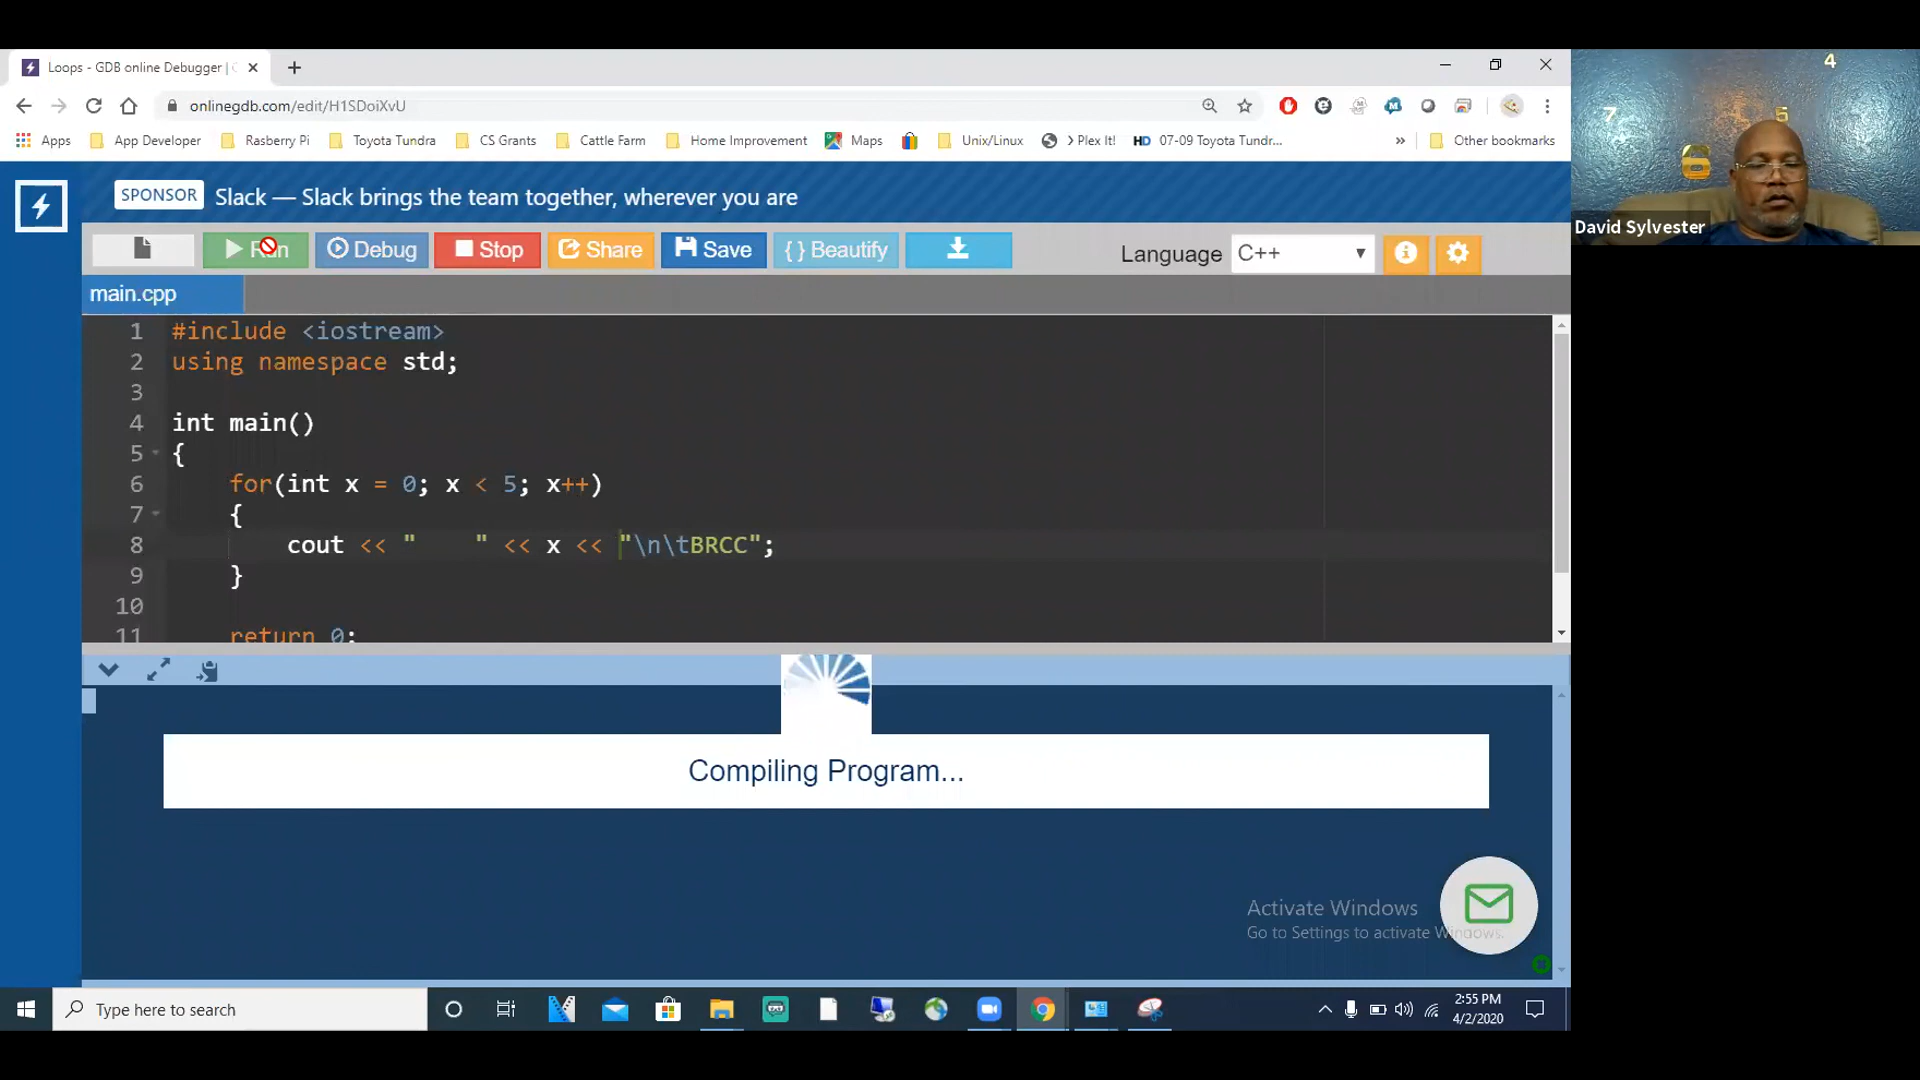 Loops - GDB online Debugger | 
onlinegdb.com/edit/H1SDoiXvU
Apps App Developer Rasberry Pi Toyota Tundra CS Grants Cattle Farm Home Improvement Maps Unix/Linux > Plex It! HD 07-09 Toyota Tundr... » Other bookmarks
SPONSOR Slack — Slack brings the team together, wherever you are
Run Debug Stop Share Save { } Beautify Language C++
main.cpp
1 #include <iostream>
2 using namespace std;
3
4 int main()
5 {
6 for(int x = 0; x < 5; x++)
7 {
8 cout << "    " << x << "\n\tBRCC";
9 }
10
11 return 0;
Compiling Program...
Activate Windows
Go to Settings to activate Windows.
Type here to search
2:55 PM
4/2/2020
4
7
5
David Sylvester